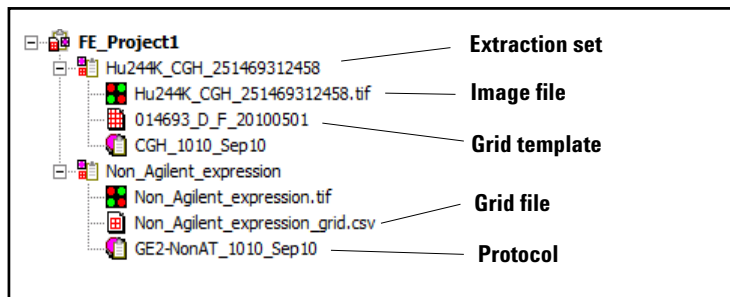 FE_Project1
Hu244K_CGH_251469312458 Extraction set
Hu244K_CGH_251469312458.tif Image file
014693_D_F_20100501 Grid template
CGH_1010_Sep10
Non_Agilent_expression
Non_Agilent_expression.tif
Non_Agilent_expression_grid.csv Grid file
GE2-NonAT_1010_Sep10 Protocol